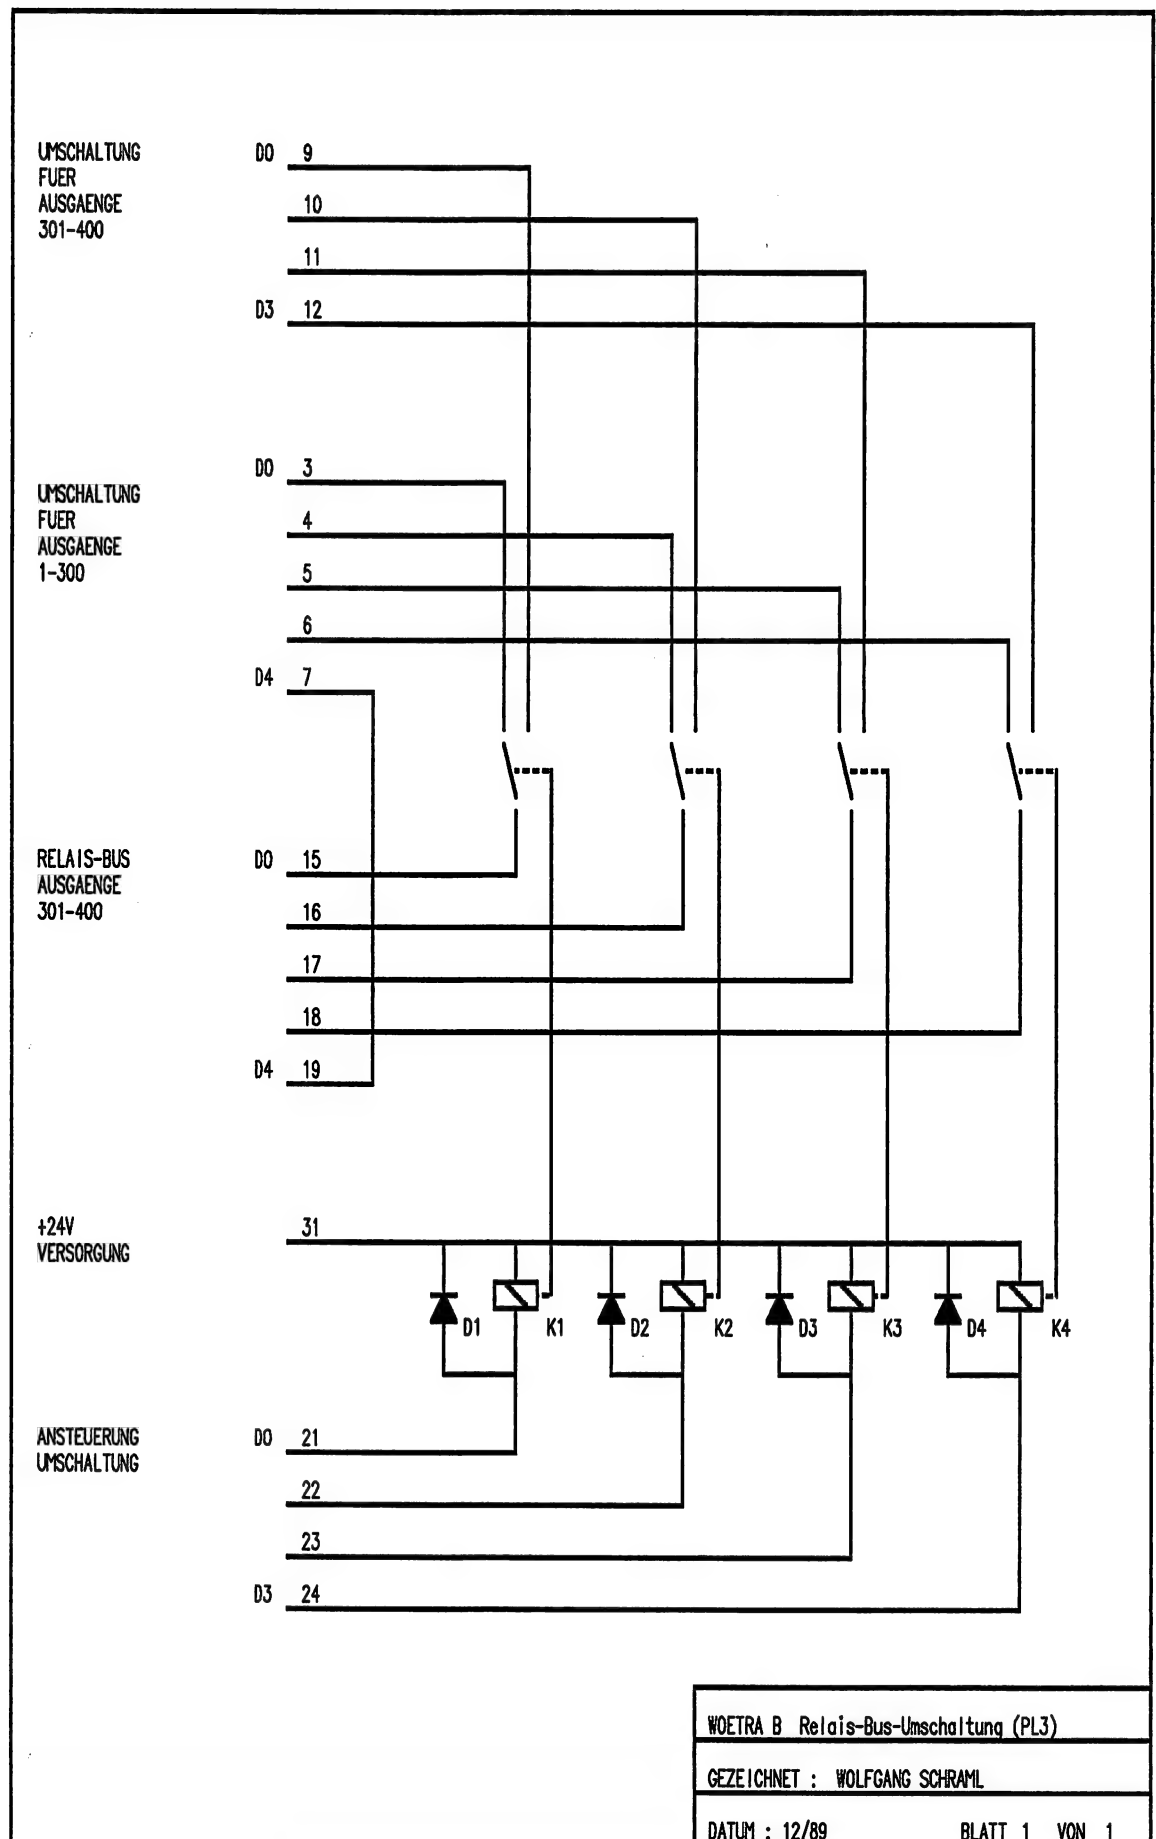 UMSCHALTUNG
FUER
AUSGAENGE
301-400
D0 9
10
11
D3 12
UMSCHALTUNG
FUER
AUSGAENGE
1-300
D0 3
4
5
6
D4 7
RELAIS-BUS
AUSGAENGE
301-400
D0 15
16
17
18
D4 19
+24V
VERSORGUNG
31
D1 K1 D2 K2 D3 K3 D4 K4
ANSTEUERUNG
UMSCHALTUNG
D0 21
22
23
D3 24
WOETRA B Relais-Bus-Umschaltung (PL3)
GEZEICHNET : WOLFGANG SCHRAML
DATUM : 12/89 BLATT 1 VON 1